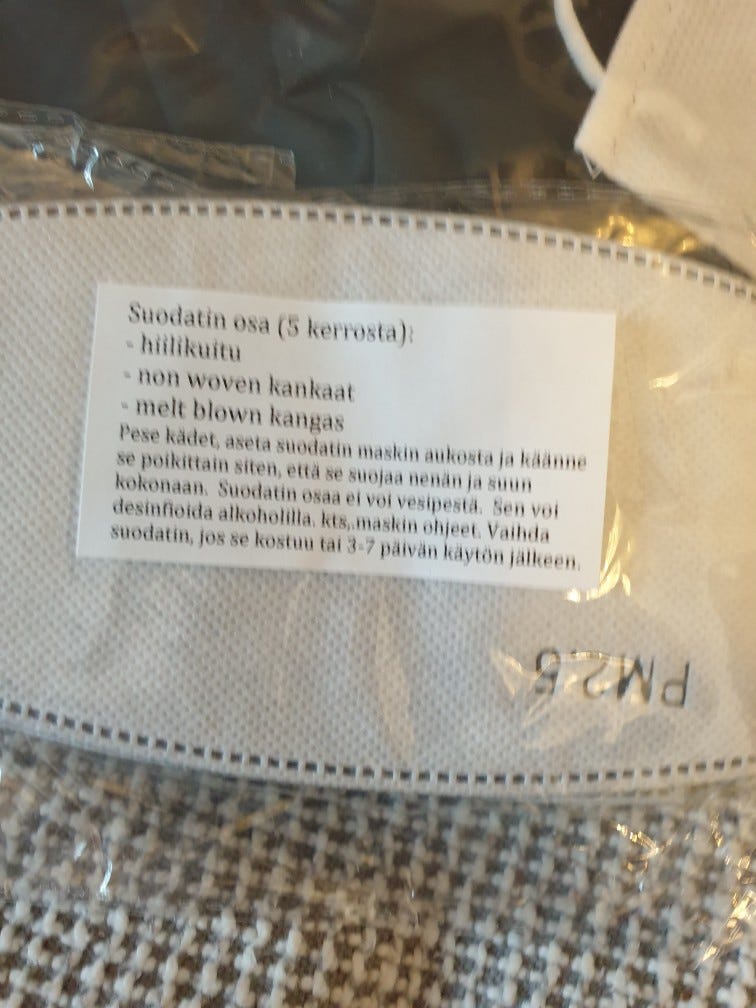 Suodatin osa (5 kerrosta):
- hiilikuitu
- non woven kankaat
- melt blown kangas
Pese kädet, aseta suodatin maskin aukosta ja käänne
se poikittain siten, että se suojaa nenän ja suun
kokonaan. Suodatin osaa ei voi vesipestä. Sen voi
desinfioida alkoholilla. kts,.maskin ohjeet. Vaihda
suodatin, jos se kostuu tai 3-7 päivän käytön jälkeen.
PM2.5